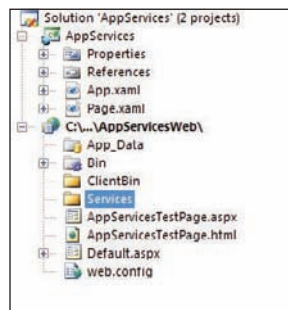 Solution 'AppServices' (2 projects)
AppServices
Properties
References
App.xaml
Page.xaml
C:\...\AppServicesWeb\
App_Data
Bin
ClientBin
Services
AppServicesTestPage.aspx
AppServicesTestPage.html
Default.aspx
web.config